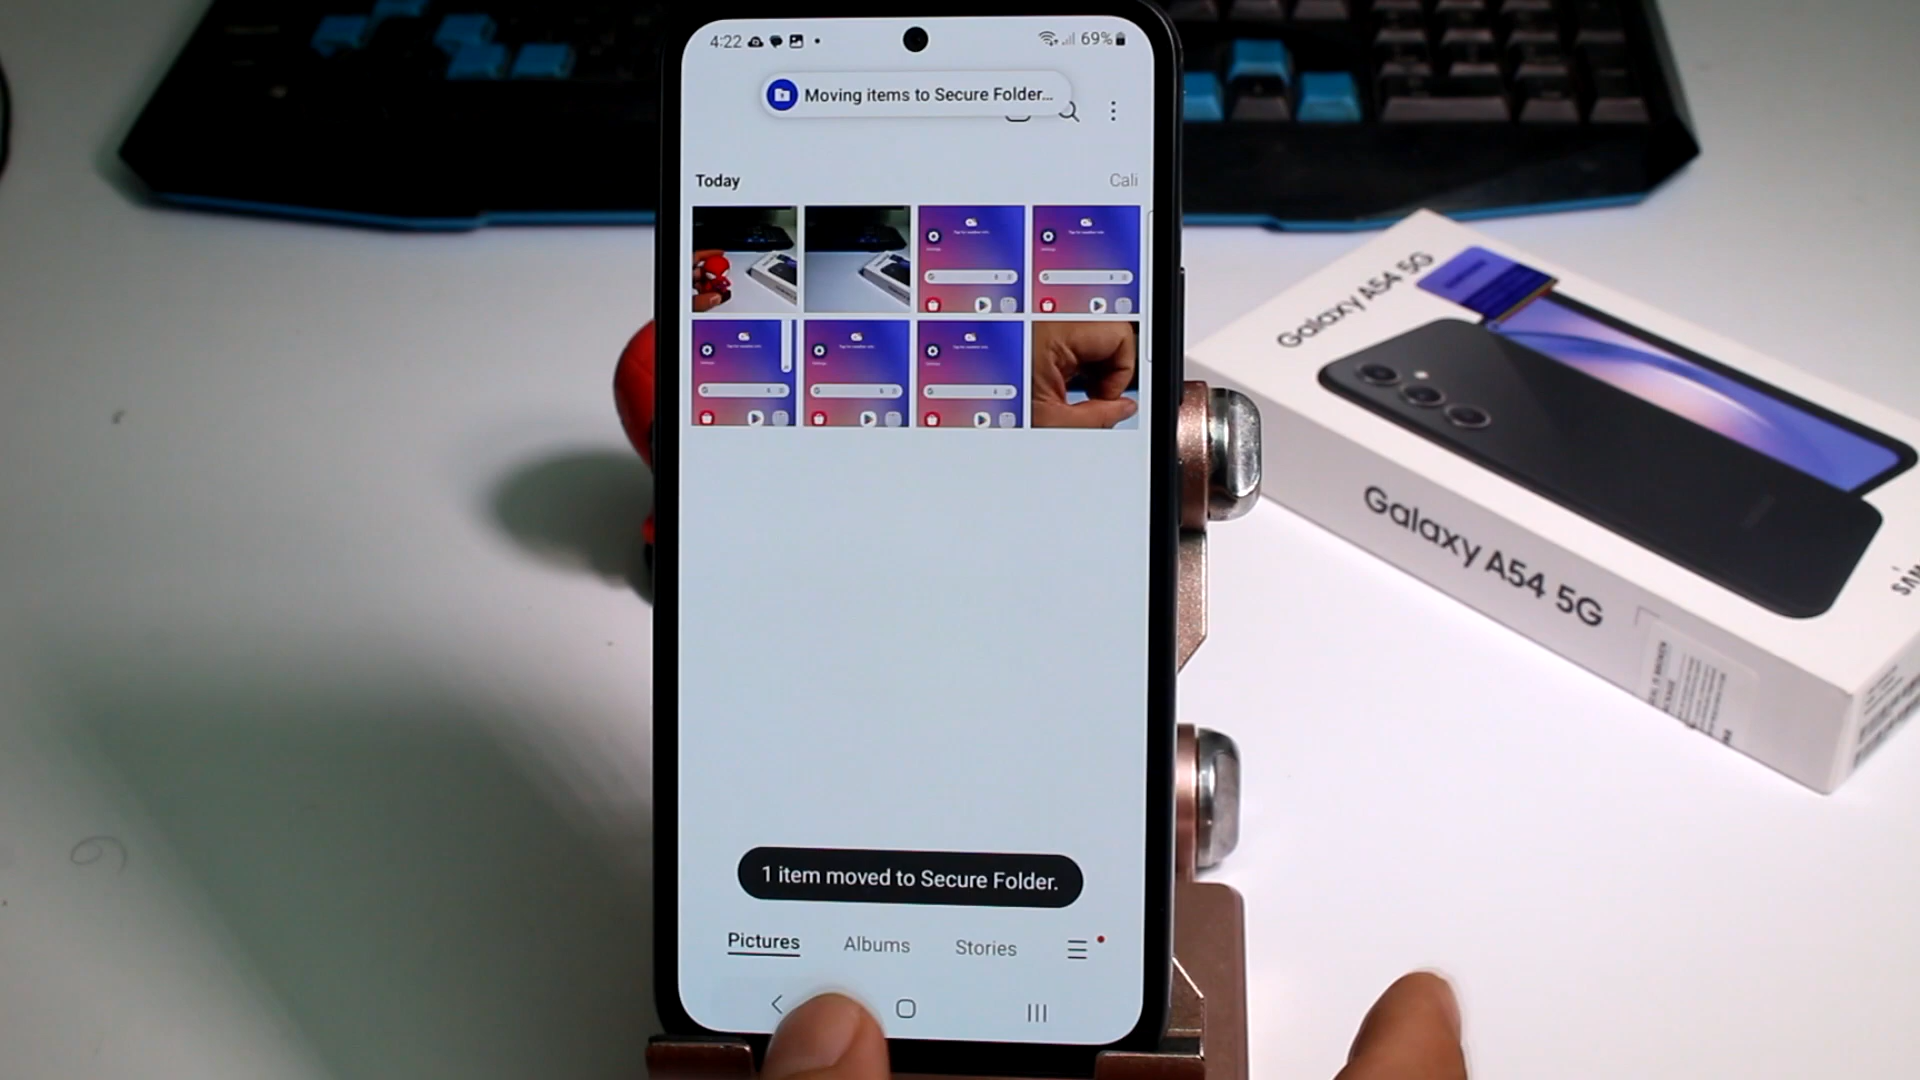 4:22
69%
Moving items to Secure Folder...
Today
Cali
1 item moved to Secure Folder.
Pictures
Albums
Stories
Galaxy A54 5G
Galaxy A54 5G